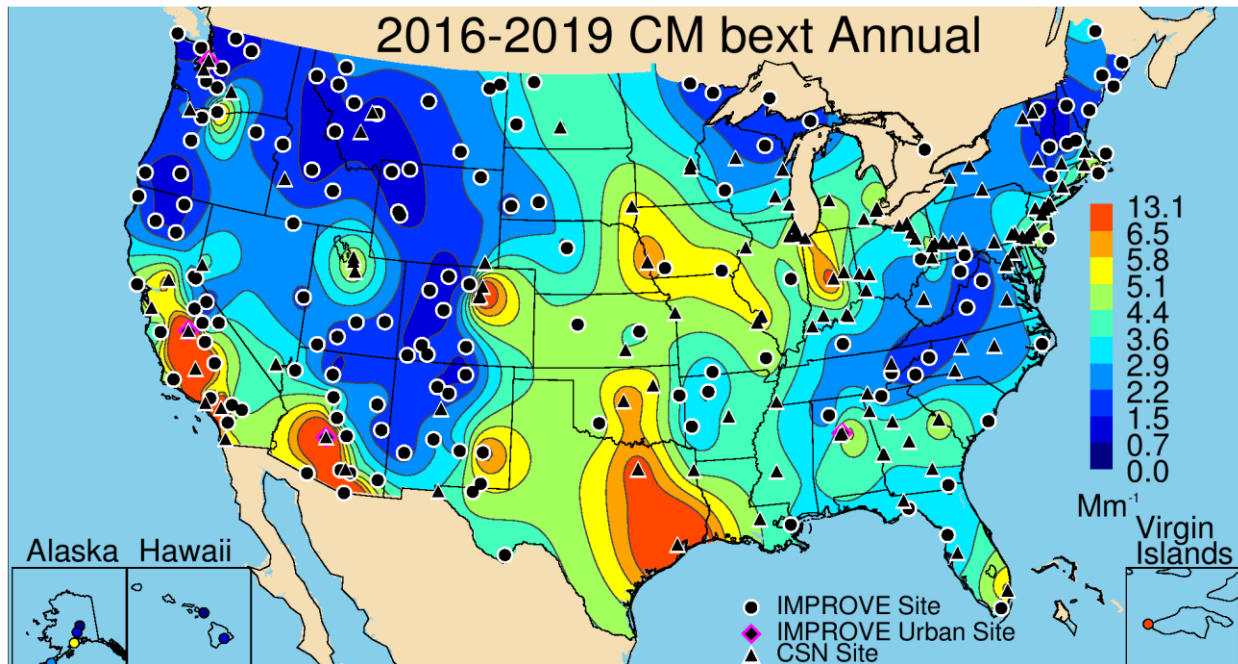 2016-2019 CM bext Annual
13.1
6.5
5.8
5.1
4.4
3.6
2.9
2.2
1.5
0.7
0.0
Mm⁻¹
Alaska
Hawaii
Virgin
Islands
IMPROVE Site
IMPROVE Urban Site
CSN Site